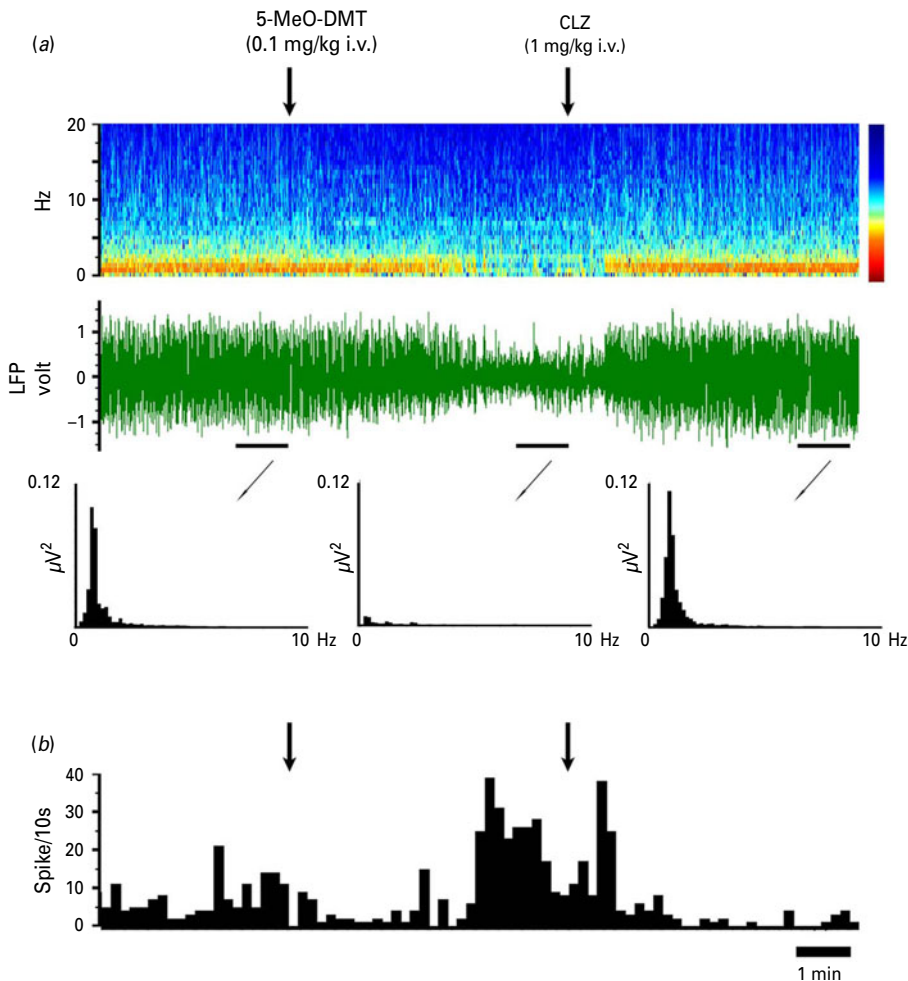 5-MeO-DMT
(0.1 mg/kg i.v.)
CLZ
(1 mg/kg i.v.)
(a)
20
10
0
Hz
1
0
−1
LFP
volt
0.12
μV²
0
10 Hz
0.12
μV²
0
10 Hz
0.12
μV²
0
10 Hz
(b)
40
30
20
10
0
Spike/10s
1 min